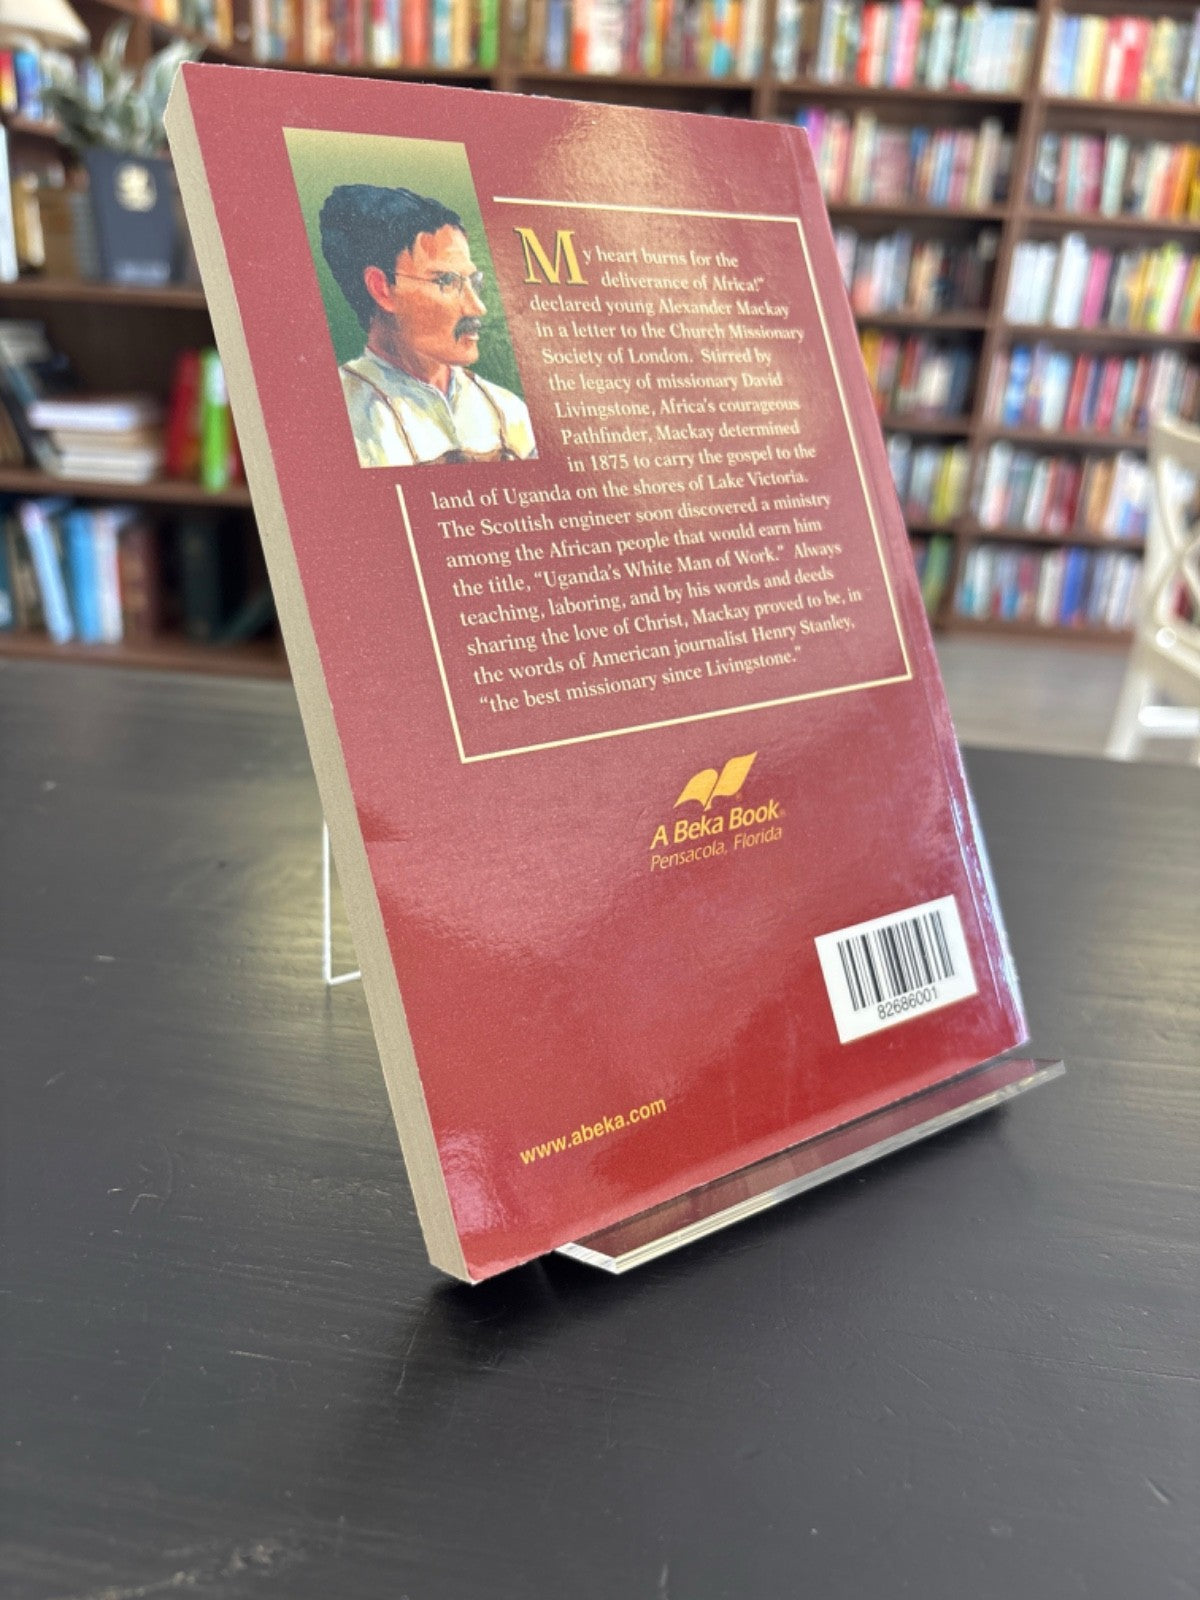 My heart burns for the
deliverance of Africa!"
declared young Alexander Mackay
in a letter to the Church Missionary
Society of London. Stirred by
the legacy of missionary David
Livingstone, Africa's courageous
Pathfinder, Mackay determined
in 1875 to carry the gospel to the
land of Uganda on the shores of Lake Victoria.
The Scottish engineer soon discovered a ministry
among the African people that would earn him
the title, "Uganda's White Man of Work." Always
teaching, laboring, and by his words and deeds
sharing the love of Christ, Mackay proved to be, in
the words of American journalist Henry Stanley,
"the best missionary since Livingstone."
A Beka Book®
Pensacola, Florida
82686001
www.abeka.com